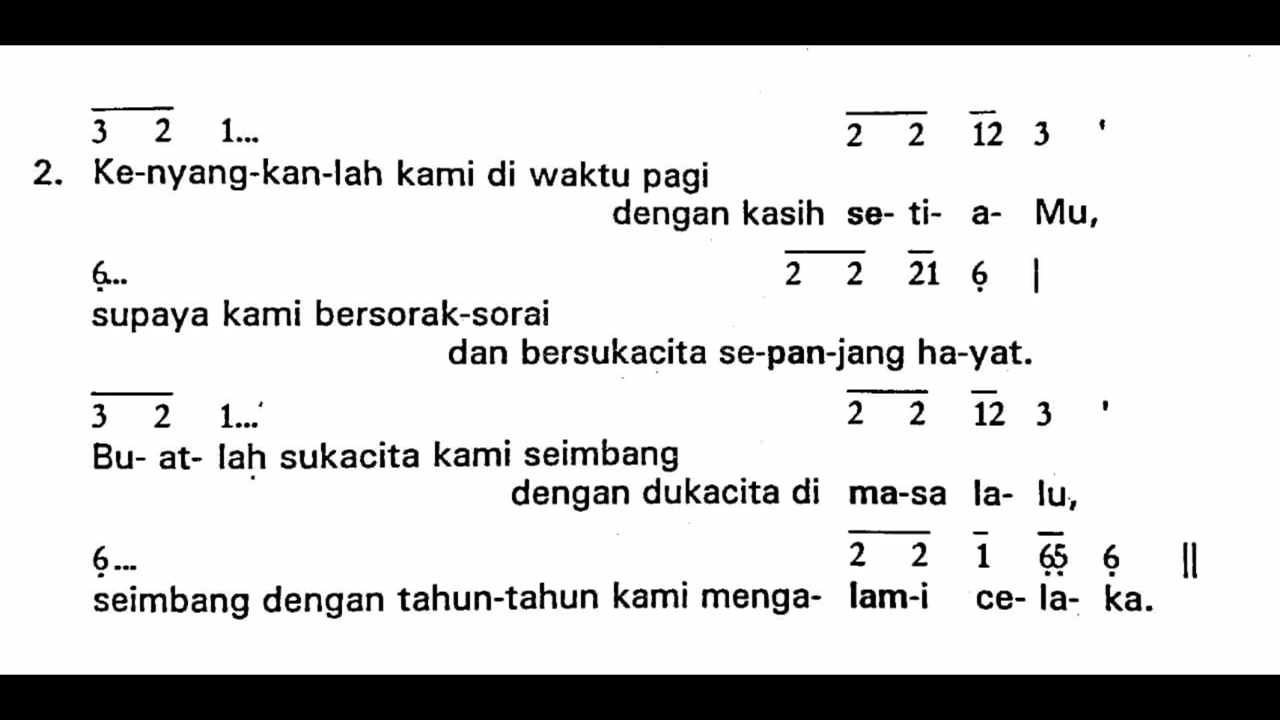 3 2 1... 2 2 12 3 '
2. Ke-nyang-kan-lah kami di waktu pagi
dengan kasih se- ti- a- Mu,
6̣... 2 2 21 6̣ |
supaya kami bersorak-sorai
dan bersukacita se-pan-jang ha-yat.
3 2 1... 2 2 12 3 '
Bu- at- lah sukacita kami seimbang
dengan dukacita di ma-sa la- lu,
6̣... 2 2 1 6̣5̣ 6̣ ||
seimbang dengan tahun-tahun kami menga- lam-i ce- la- ka.